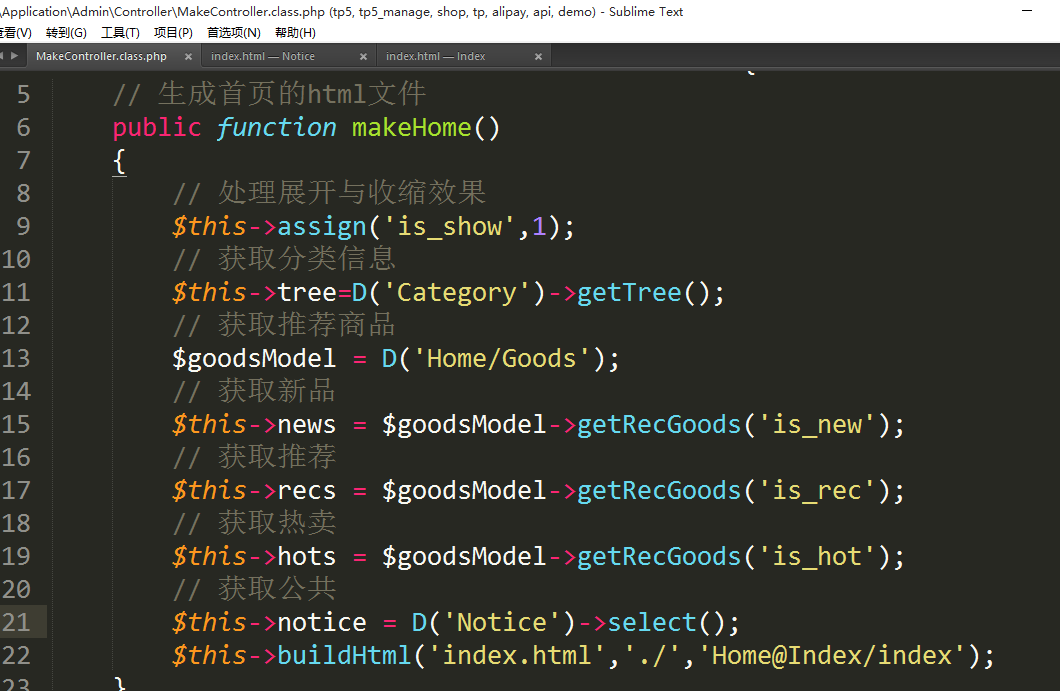 \Application\Admin\Controller\MakeController.class.php (tp5, tp5_manage, shop, tp, alipay, api, demo) - Sublime Text
查看(V) 转到(G) 工具(T) 项目(P) 首选项(N) 帮助(H)
MakeController.class.php × index.html — Notice × index.html — Index ×
{
5 // 生成首页的html文件
6 public function makeHome()
7 {
8 // 处理展开与收缩效果
9 $this->assign('is_show',1);
10 // 获取分类信息
11 $this->tree=D('Category')->getTree();
12 // 获取推荐商品
13 $goodsModel = D('Home/Goods');
14 // 获取新品
15 $this->news = $goodsModel->getRecGoods('is_new');
16 // 获取推荐
17 $this->recs = $goodsModel->getRecGoods('is_rec');
18 // 获取热卖
19 $this->hots = $goodsModel->getRecGoods('is_hot');
20 // 获取公共
21 $this->notice = D('Notice')->select();
22 $this->buildHtml('index.html','./','Home@Index/index');
23 }